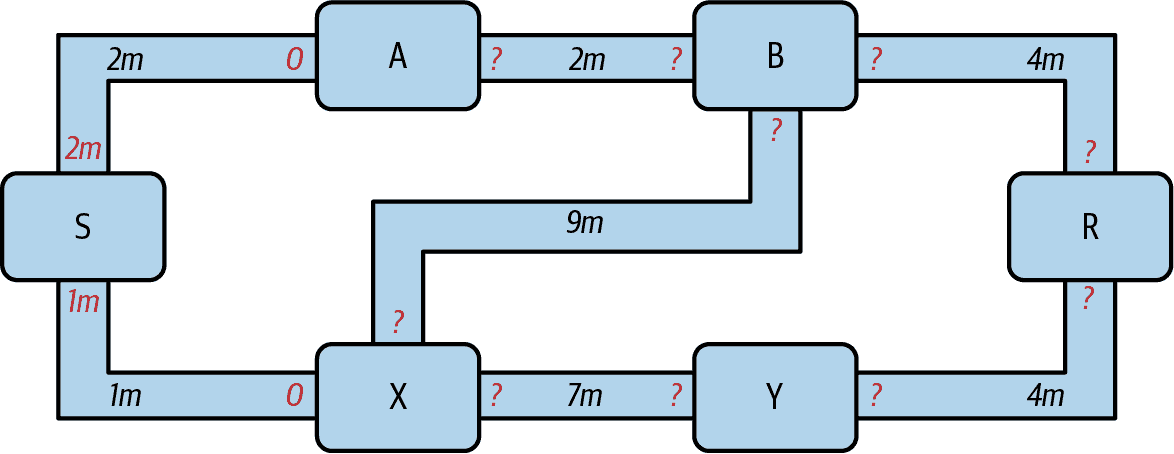 2m 0 A ? 2m ? B ? 4m
2m ? ?
S 9m R
1m ? ?
1m 0 X ? 7m ? Y ? 4m